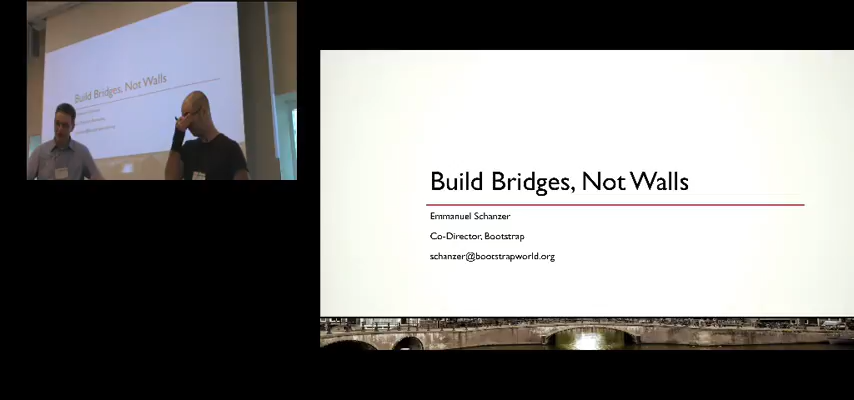 Build Bridges, Not Walls
Build Bridges, Not Walls
Emmanuel Schanzer
Co-Director, Bootstrap
schanzer@bootstrapworld.org